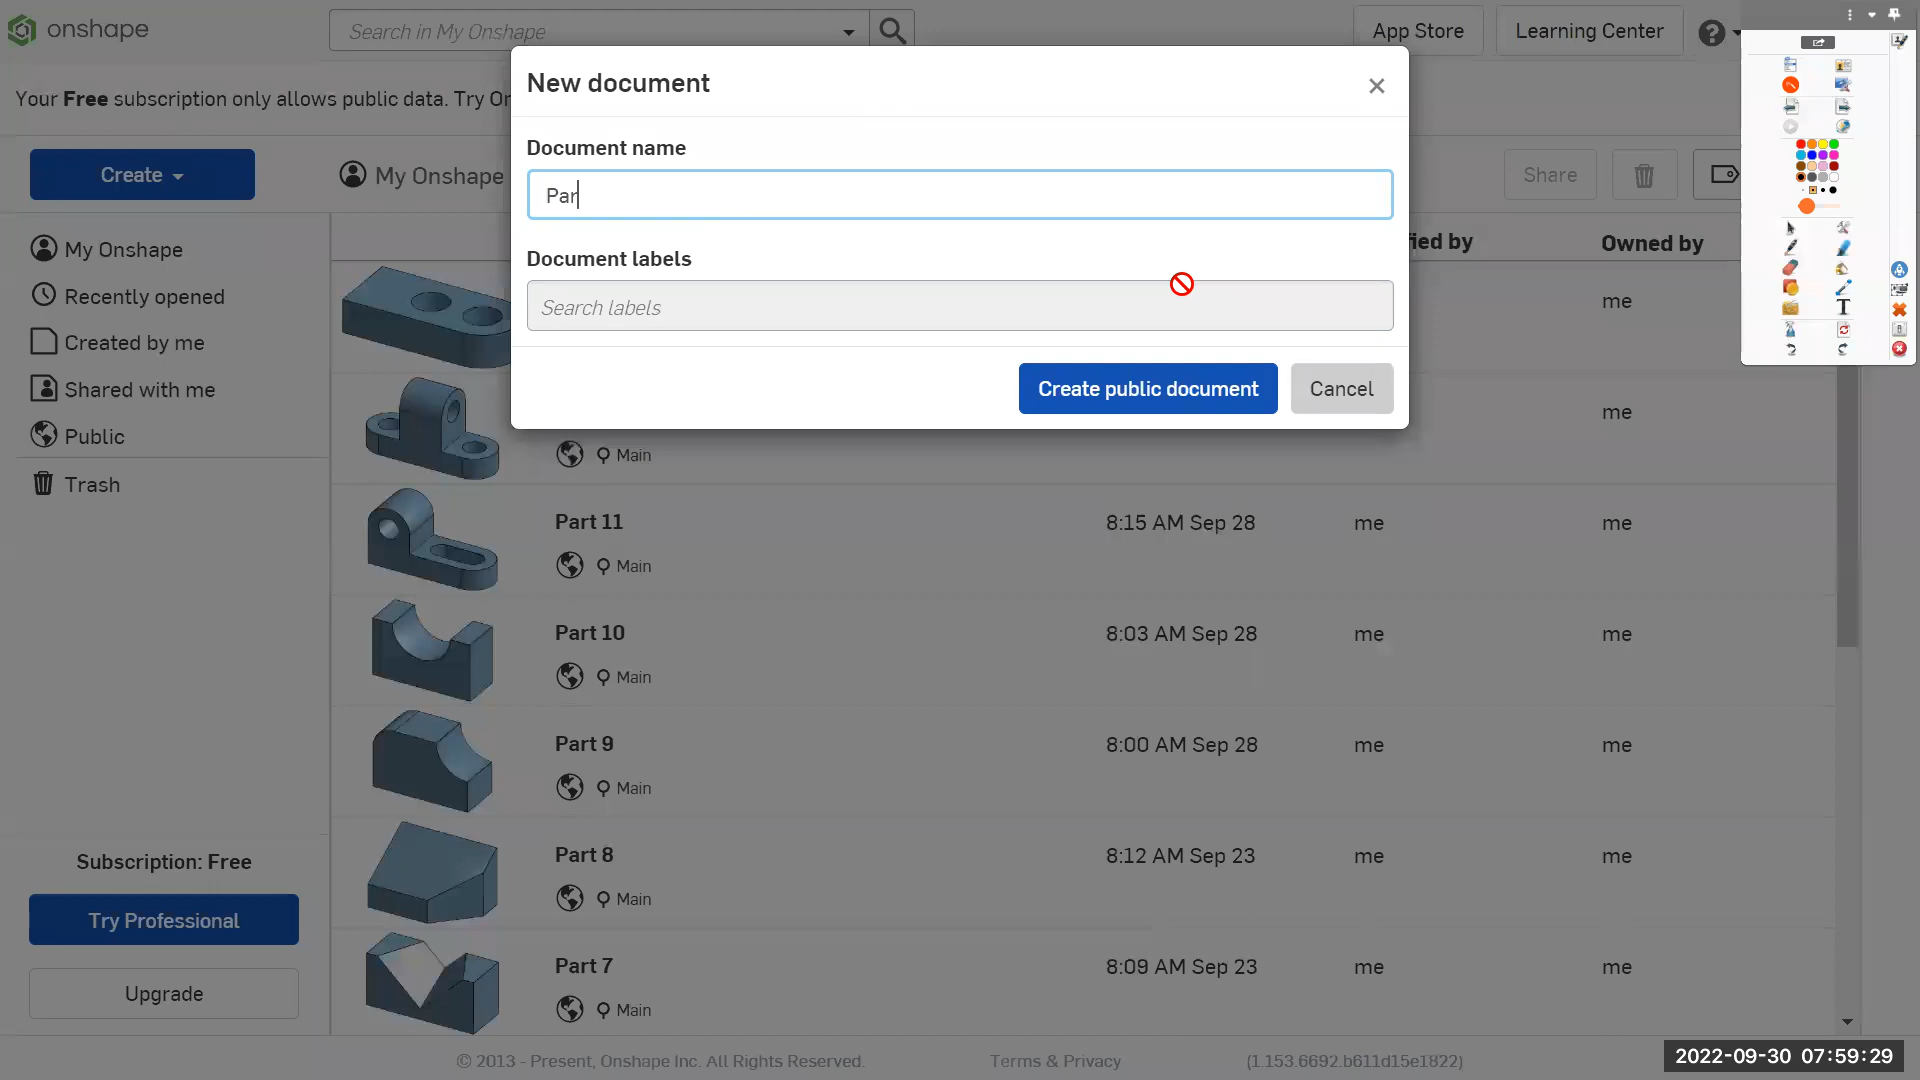 onshape
Search in My Onshape
App Store
Learning Center
Your Free subscription only allows public data. Try On
New document
Document name
Par
Document labels
Search labels
Create public document
Cancel
Create
My Onshape
Share
My Onshape
Recently opened
Created by me
Shared with me
Public
Trash
fied by
Owned by
me
me
Main
Part 11
8:15 AM Sep 28
me
me
Main
Part 10
8:03 AM Sep 28
me
me
Main
Part 9
8:00 AM Sep 28
me
me
Main
Part 8
8:12 AM Sep 23
me
me
Main
Part 7
8:09 AM Sep 23
me
me
Main
Subscription: Free
Try Professional
Upgrade
© 2013 - Present, Onshape Inc. All Rights Reserved.
Terms & Privacy
(1.153.6692.b611d15e1822)
2022-09-30 07:59:29